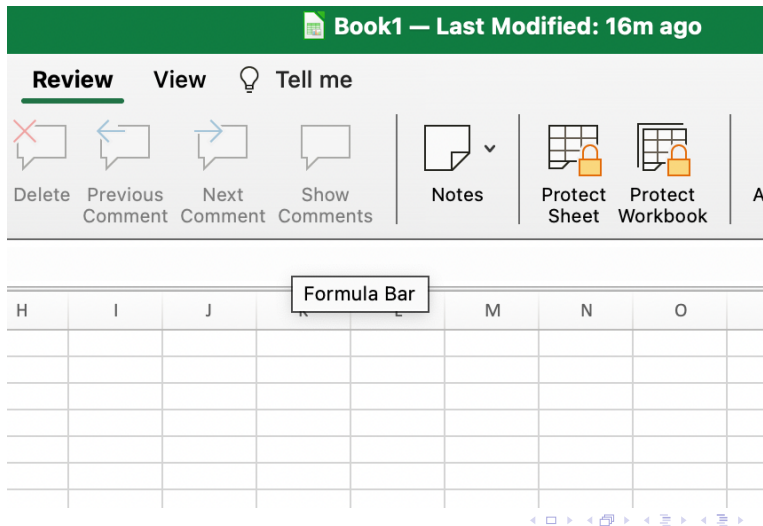 Book1 — Last Modified: 16m ago
Review View Tell me
Delete Previous Next Show Notes Protect Protect A
Comment Comment Comments Sheet Workbook
Formula Bar
H I J M N O